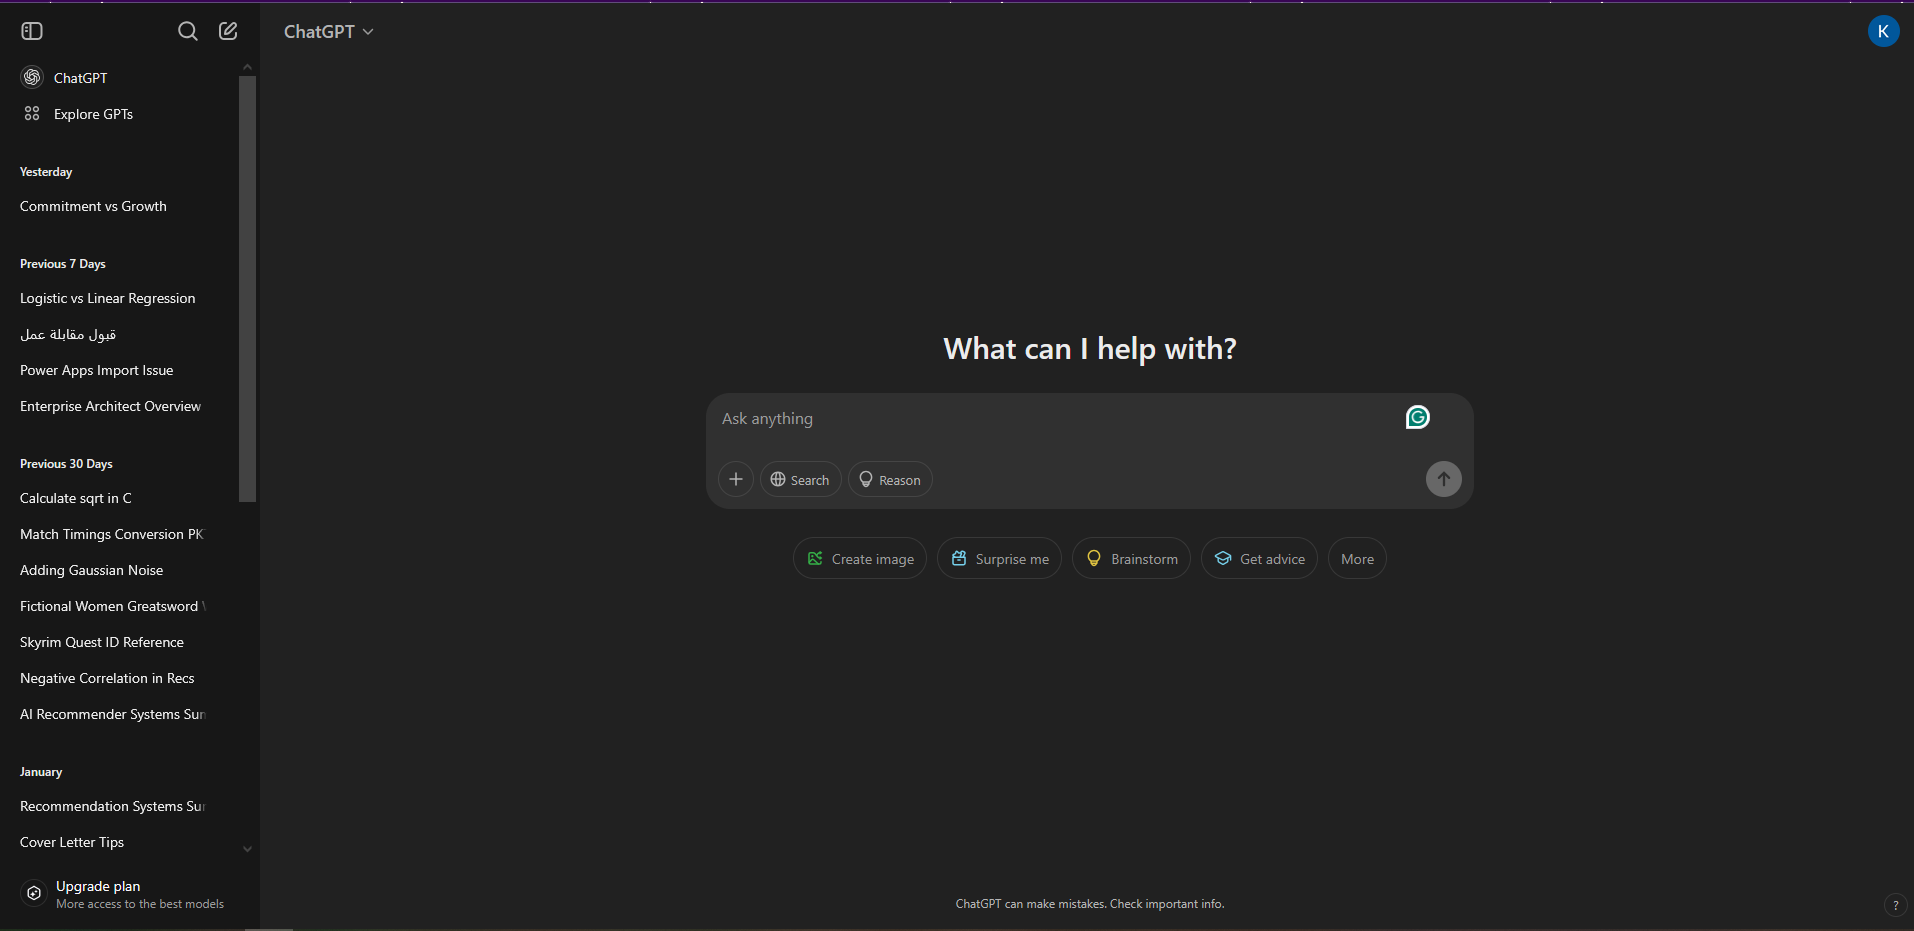 ChatGPT
Explore GPTs
Yesterday
Commitment vs Growth
Previous 7 Days
Logistic vs Linear Regression
قبول مقابلة عمل
Power Apps Import Issue
Enterprise Architect Overview
Previous 30 Days
Calculate sqrt in C
Match Timings Conversion PK
Adding Gaussian Noise
Fictional Women Greatsword
Skyrim Quest ID Reference
Negative Correlation in Recs
AI Recommender Systems Sum
January
Recommendation Systems Sur
Cover Letter Tips
Upgrade plan
More access to the best models
ChatGPT
K
What can I help with?
Ask anything
G
Search
Reason
Create image
Surprise me
Brainstorm
Get advice
More
ChatGPT can make mistakes. Check important info.
?